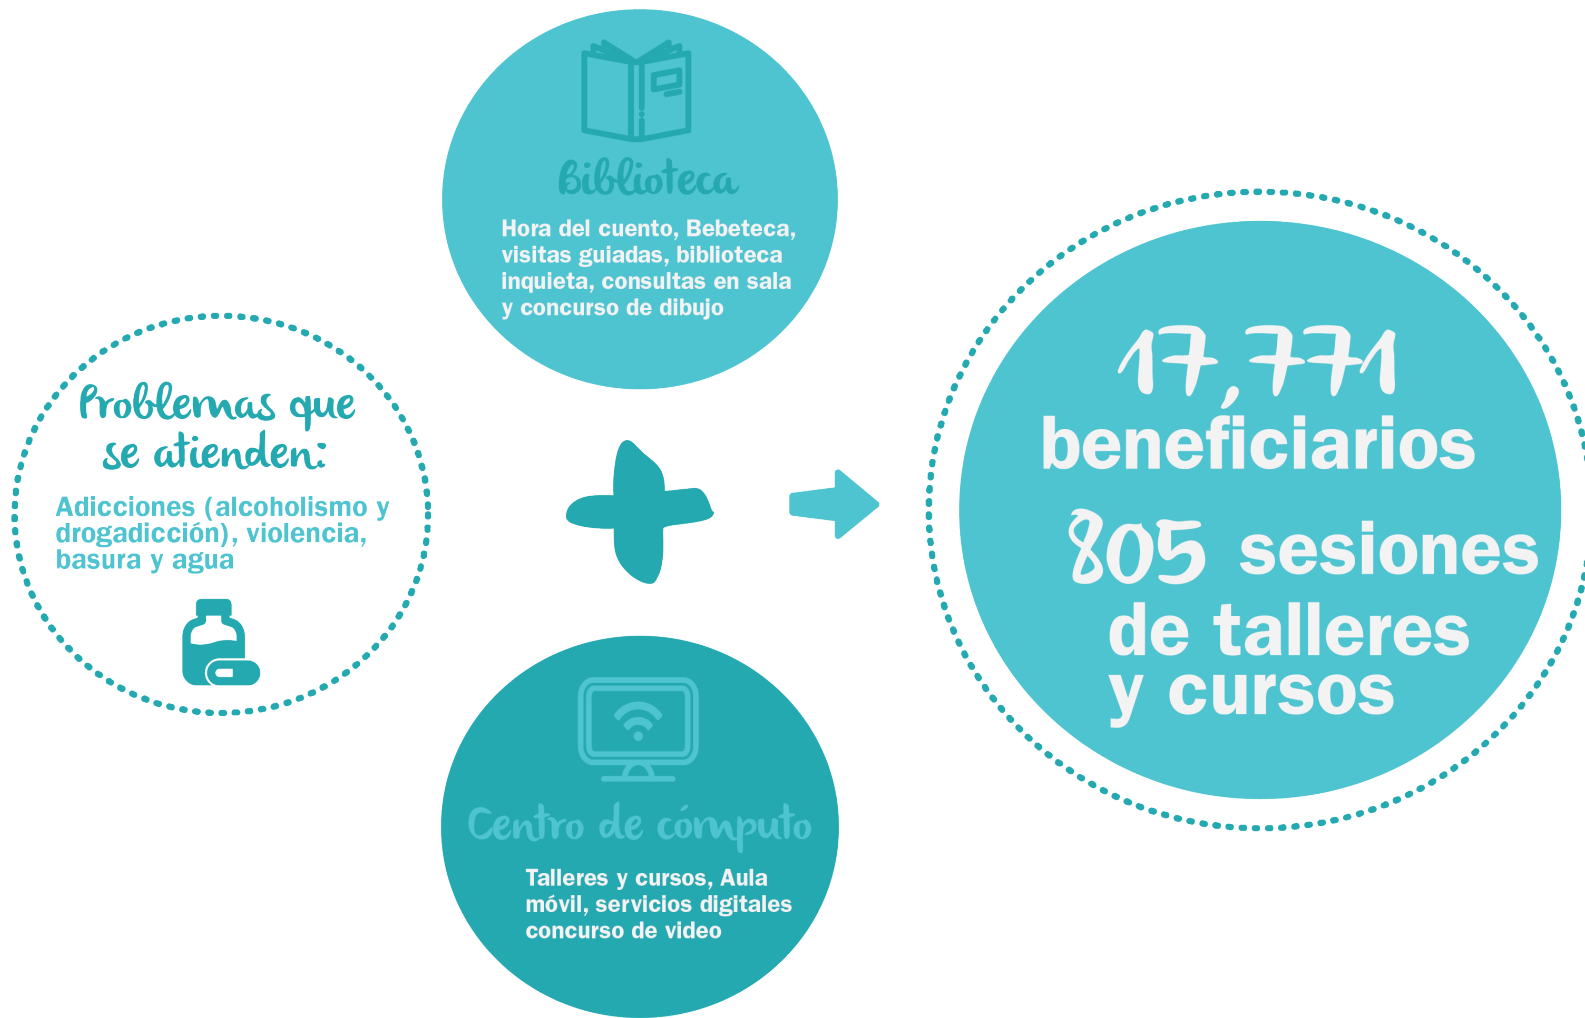 Biblioteca
Hora del cuento, Bebeteca,
visitas guiadas, biblioteca
inquieta, consultas en sala
y concurso de dibujo
Problemas que
se atienden:
Adicciones (alcoholismo y
drogadicción), violencia,
basura y agua
Centro de cómputo
Talleres y cursos, Aula
móvil, servicios digitales
concurso de video
17,771
beneficiarios
805 sesiones
de talleres
y cursos